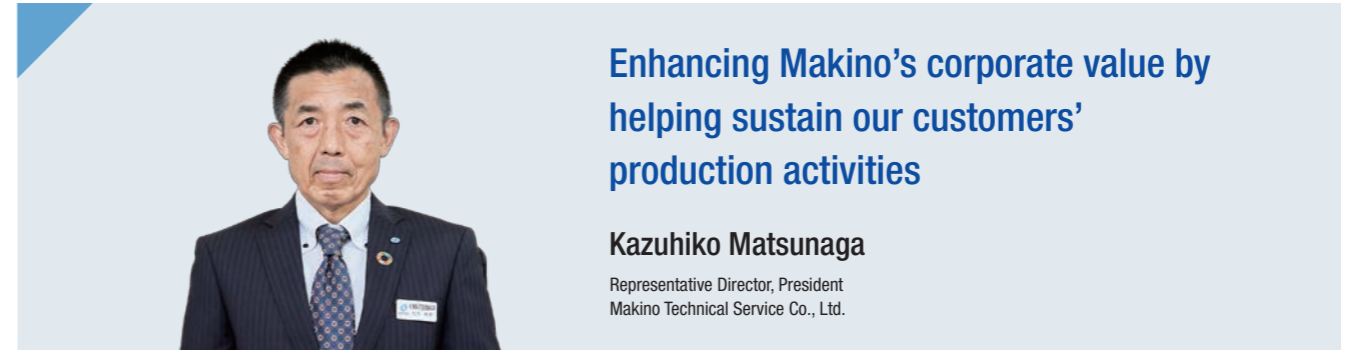 Enhancing Makino’s corporate value by
helping sustain our customers’
production activities
Kazuhiko Matsunaga
Representative Director, President
Makino Technical Service Co., Ltd.